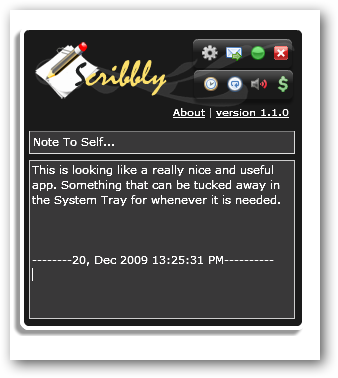 Scribbly
About | version 1.1.0
Note To Self...
This is looking like a really nice and useful
app. Something that can be tucked away in
the System Tray for whenever it is needed.
--------20, Dec 2009 13:25:31 PM----------